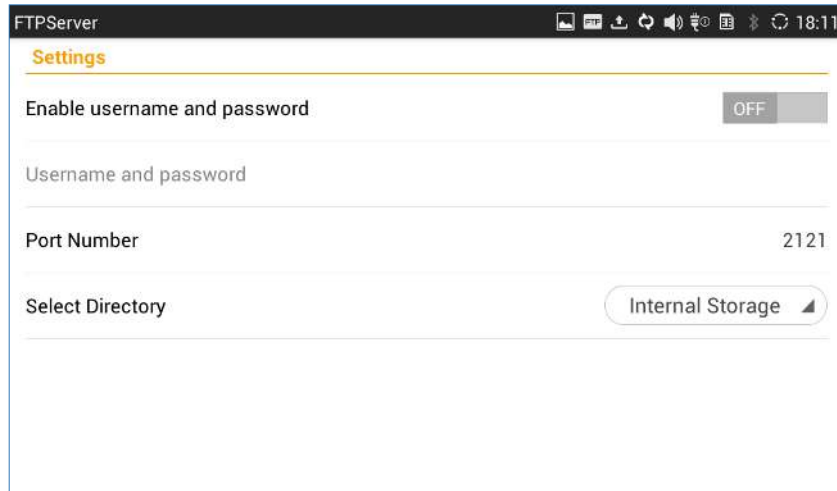 FTPServer FTP 18:11
Settings
Enable username and password OFF
Username and password
Port Number 2121
Select Directory Internal Storage